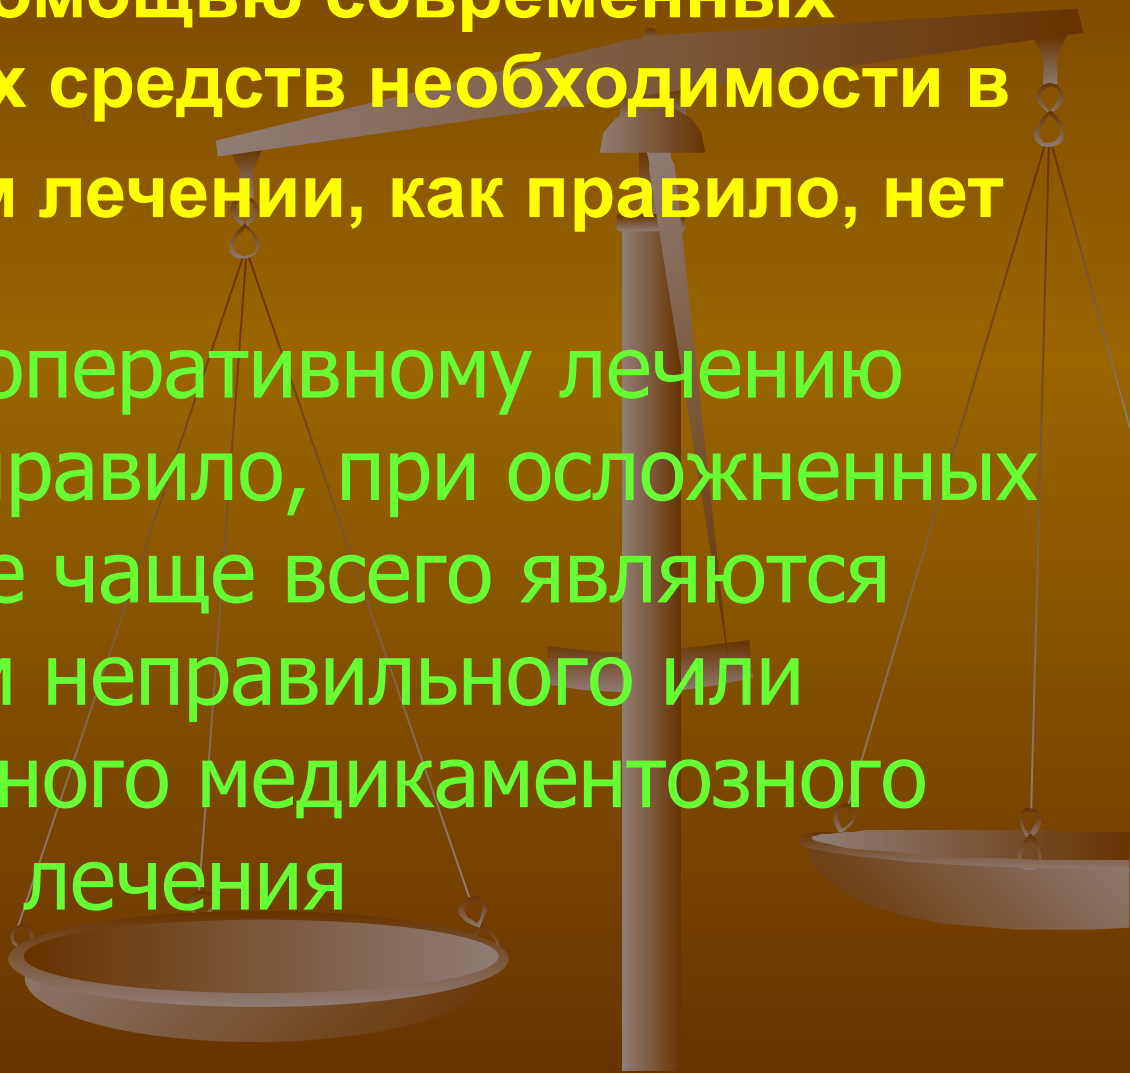 омощью современных
х средств необходимости в
м лечении, как правило, нет
оперативному лечению
правило, при осложненных
е чаще всего являются
м неправильного или
ного медикаментозного
лечения